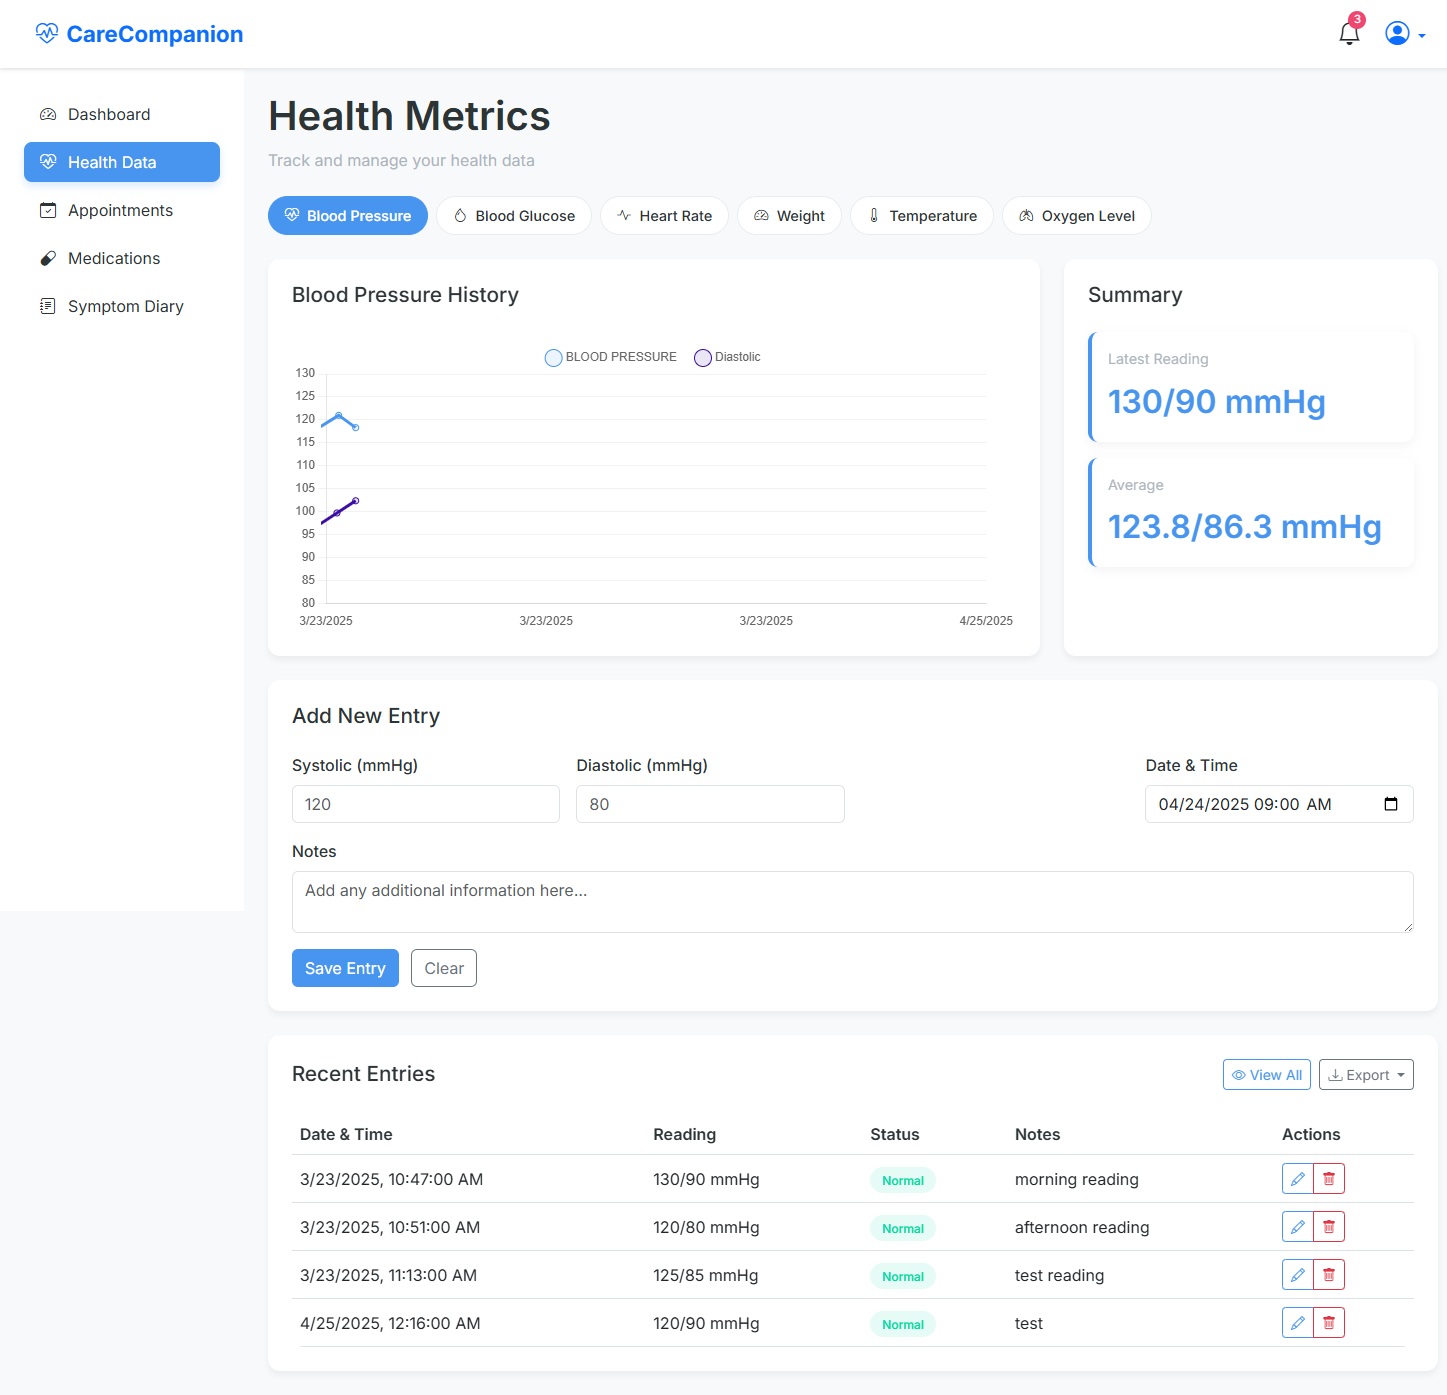 CareCompanion
3
Dashboard
Health Data
Appointments
Medications
Symptom Diary
Health Metrics
Track and manage your health data
Blood Pressure
Blood Glucose
Heart Rate
Weight
Temperature
Oxygen Level
Blood Pressure History
BLOOD PRESSURE
Diastolic
130
125
120
115
110
105
100
95
90
85
80
3/23/2025
3/23/2025
3/23/2025
4/25/2025
Summary
Latest Reading
130/90 mmHg
Average
123.8/86.3 mmHg
Add New Entry
Systolic (mmHg)
120
Diastolic (mmHg)
80
Date & Time
04/24/2025 09:00 AM
Notes
Add any additional information here...
Save Entry
Clear
Recent Entries
View All
Export
Date & Time Reading Status Notes Actions
3/23/2025, 10:47:00 AM 130/90 mmHg Normal morning reading
3/23/2025, 10:51:00 AM 120/80 mmHg Normal afternoon reading
3/23/2025, 11:13:00 AM 125/85 mmHg Normal test reading
4/25/2025, 12:16:00 AM 120/90 mmHg Normal test